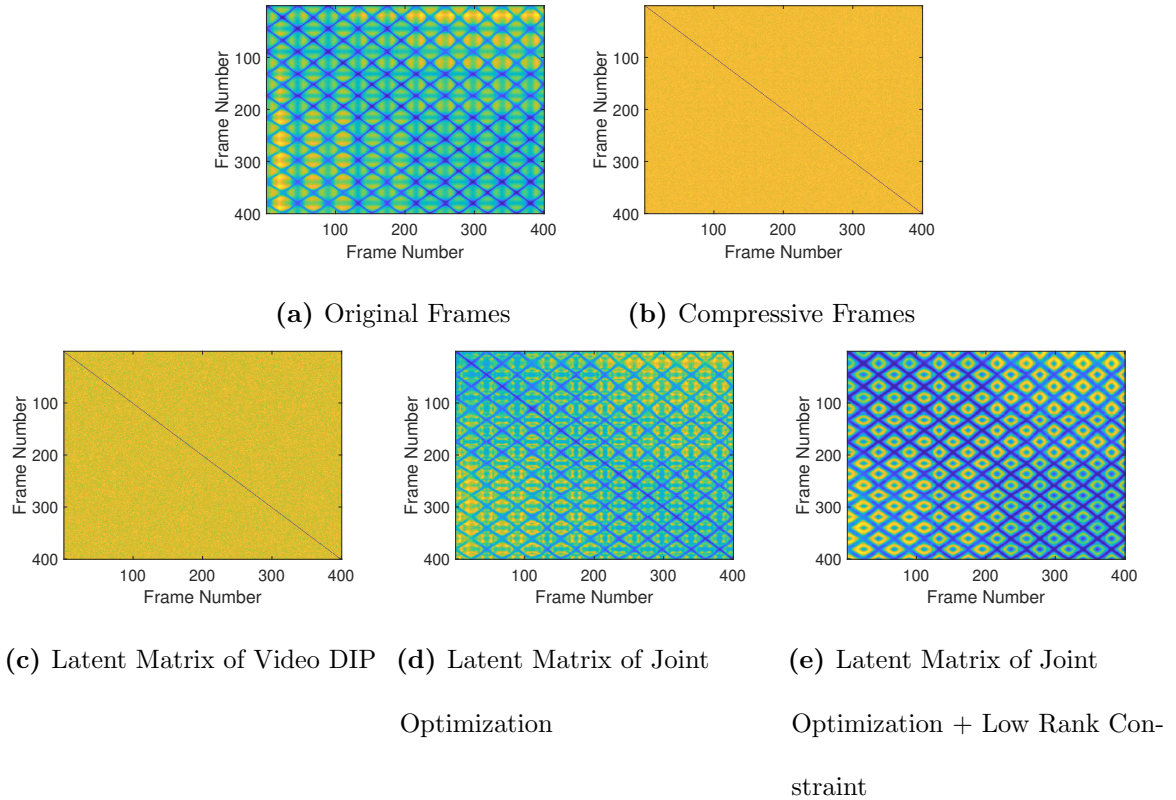 Frame Number
100
200
300
400
100
200
300
400
Frame Number
(a) Original Frames
Frame Number
100
200
300
400
100
200
300
400
Frame Number
(b) Compressive Frames
Frame Number
100
200
300
400
100
200
300
400
Frame Number
(c) Latent Matrix of Video DIP
Frame Number
100
200
300
400
100
200
300
400
Frame Number
(d) Latent Matrix of Joint
Optimization
Frame Number
100
200
300
400
100
200
300
400
Frame Number
(e) Latent Matrix of Joint
Optimization + Low Rank Con-
straint